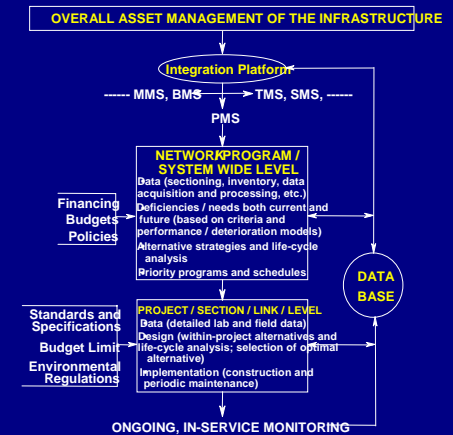 OVERALL ASSET MANAGEMENT OF THE INFRASTRUCTURE
Integration Platform
------ MMS, BMS
TMS, SMS, ------
PMS
NETWORK/PROGRAM /
SYSTEM WIDE LEVEL
•Data (sectioning, inventory, data
acquisition and processing, etc.)
•Deficiencies / needs both current and
future (based on criteria and
performance / deterioration models)
•Alternative strategies and life-cycle
analysis
•Priority programs and schedules
Financing
Budgets
Policies
DATA
BASE
PROJECT / SECTION / LINK / LEVEL
•Data (detailed lab and field data)
•Design (within-project alternatives and
life-cycle analysis; selection of optimal
alternative)
•Implementation (construction and
periodic maintenance)
Standards and
Specifications
Budget Limit
Environmental
Regulations
ONGOING, IN-SERVICE MONITORING